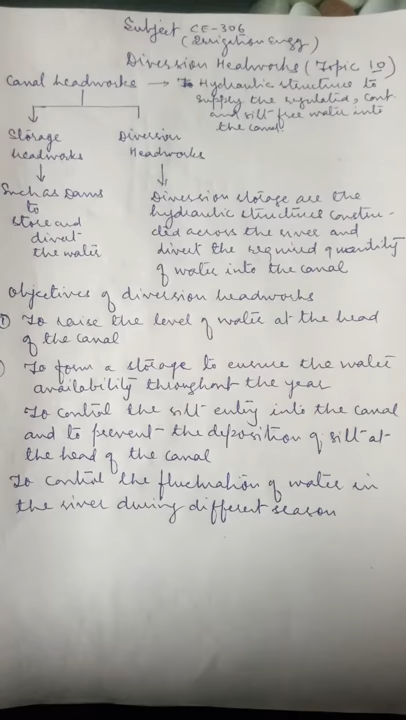 Subject CE-306
(Irrigation Engg)
Diversion Headworks (Topic 10)
Canal headworks → Hydraulic structures to
supply the regulated, cont
and silt free water into
the canal
Storage headworks
Diversion Headworks
Such as Dams
to
store and
divert
the water
Diversion storage are the
hydraulic structures constru-
cted across the river and
divert the required quantity
of water into the canal
Objectives of diversion headworks
① To raise the level of water at the head
of the canal
To form a storage to ensure the water
availability throughout the year
To control the silt entry into the canal
and to prevent the deposition of silt at
the head of the canal
To control the fluctuation of water in
the river during different season